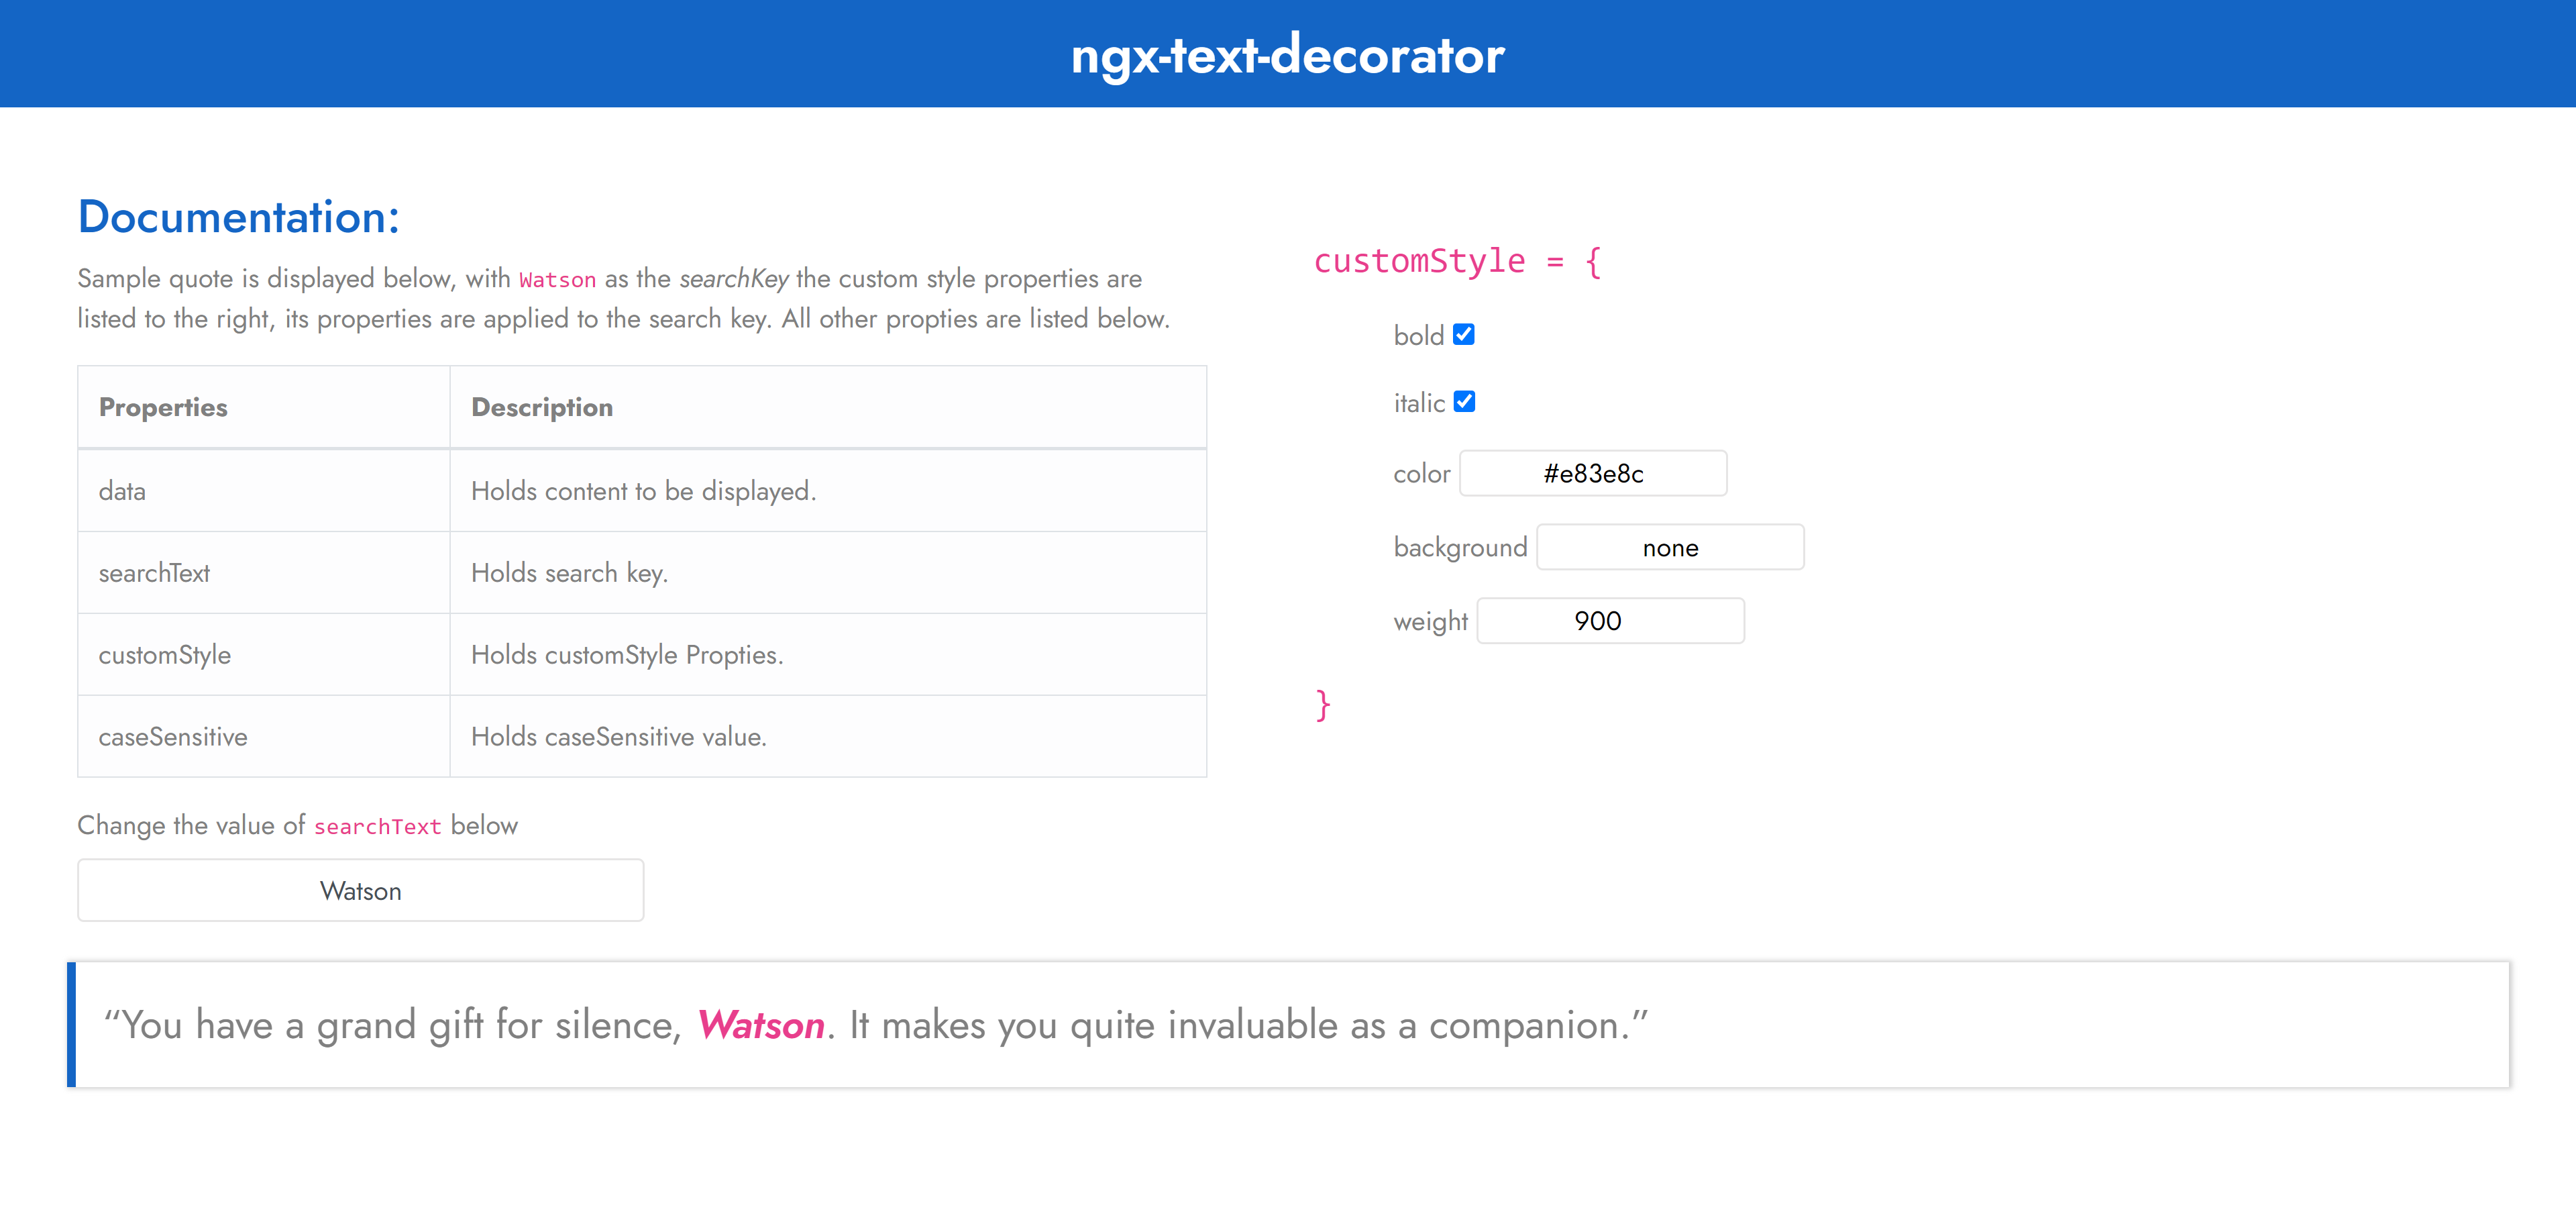 ngx-text-decorator
Documentation:
Sample quote is displayed below, with Watson as the searchKey the custom style properties are
listed to the right, its properties are applied to the search key. All other propties are listed below.
Properties Description
data Holds content to be displayed.
searchText Holds search key.
customStyle Holds customStyle Propties.
caseSensitive Holds caseSensitive value.
Change the value of searchText below
Watson
customStyle = {
bold
italic
color #e83e8c
background none
weight 900
}
“You have a grand gift for silence, Watson. It makes you quite invaluable as a companion.”